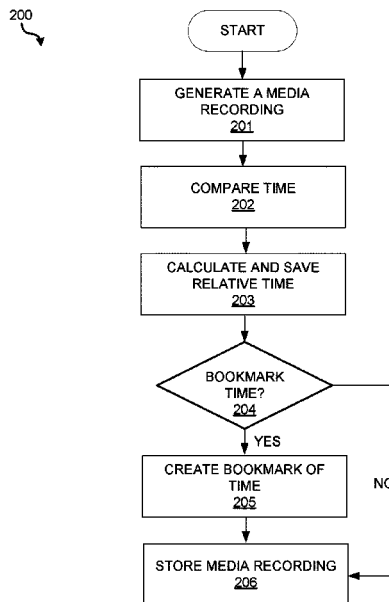 200
START
GENERATE A MEDIA
RECORDING
201
COMPARE TIME
202
CALCULATE AND SAVE
RELATIVE TIME
203
BOOKMARK
TIME?
204
YES
CREATE BOOKMARK OF
TIME
205
NO
STORE MEDIA RECORDING
206